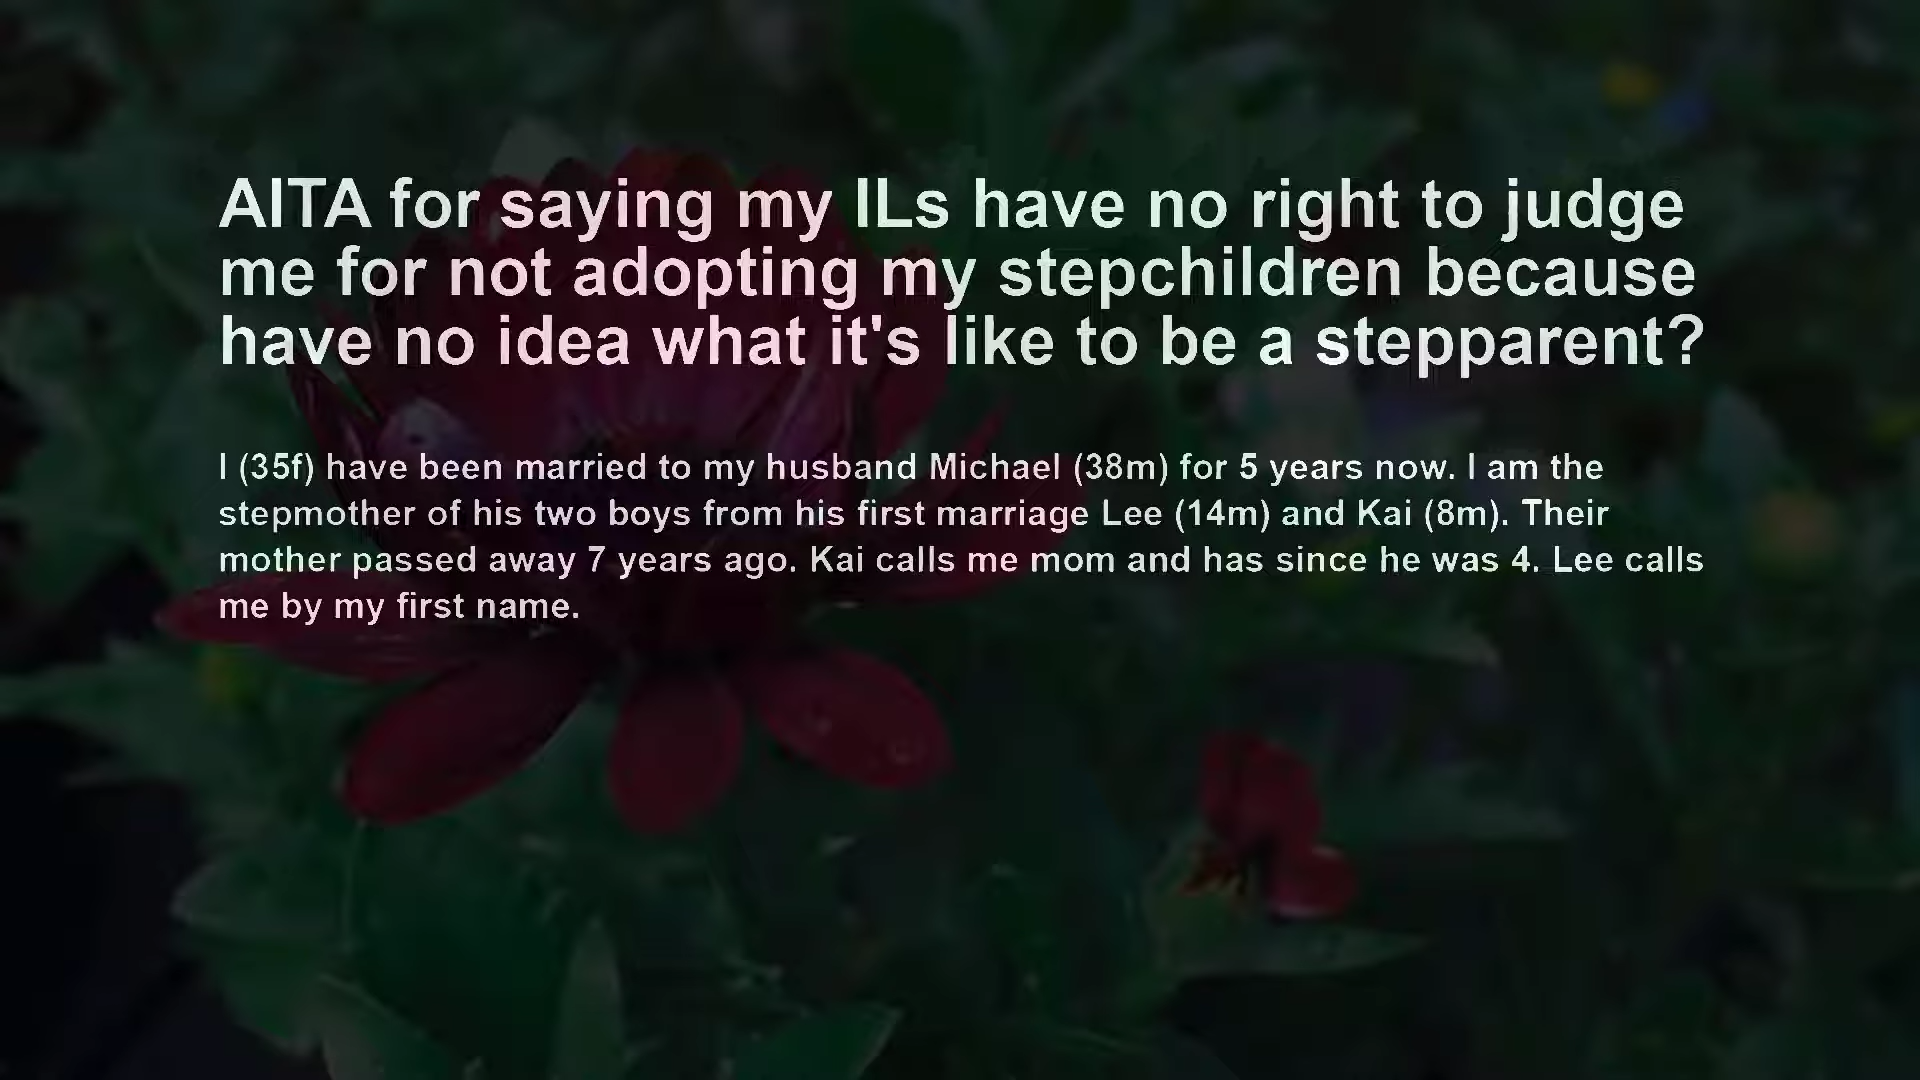 AITA for saying my ILs have no right to judge
me for not adopting my stepchildren because
have no idea what it's like to be a stepparent?
I (35f) have been married to my husband Michael (38m) for 5 years now. I am the
stepmother of his two boys from his first marriage Lee (14m) and Kai (8m). Their
mother passed away 7 years ago. Kai calls me mom and has since he was 4. Lee calls
me by my first name.